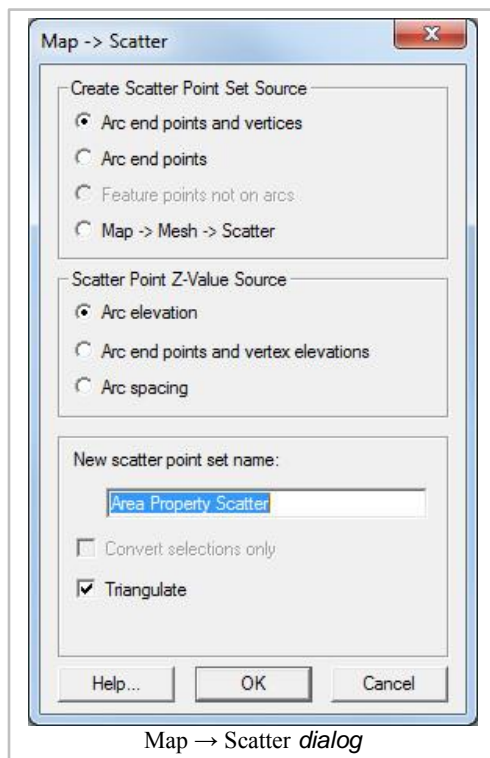 Map -> Scatter
Create Scatter Point Set Source
Arc end points and vertices
Arc end points
Feature points not on arcs
Map -> Mesh -> Scatter
Scatter Point Z-Value Source
Arc elevation
Arc end points and vertex elevations
Arc spacing
New scatter point set name:
Area Property Scatter
Convert selections only
Triangulate
Help... OK Cancel
Map → Scatter dialog